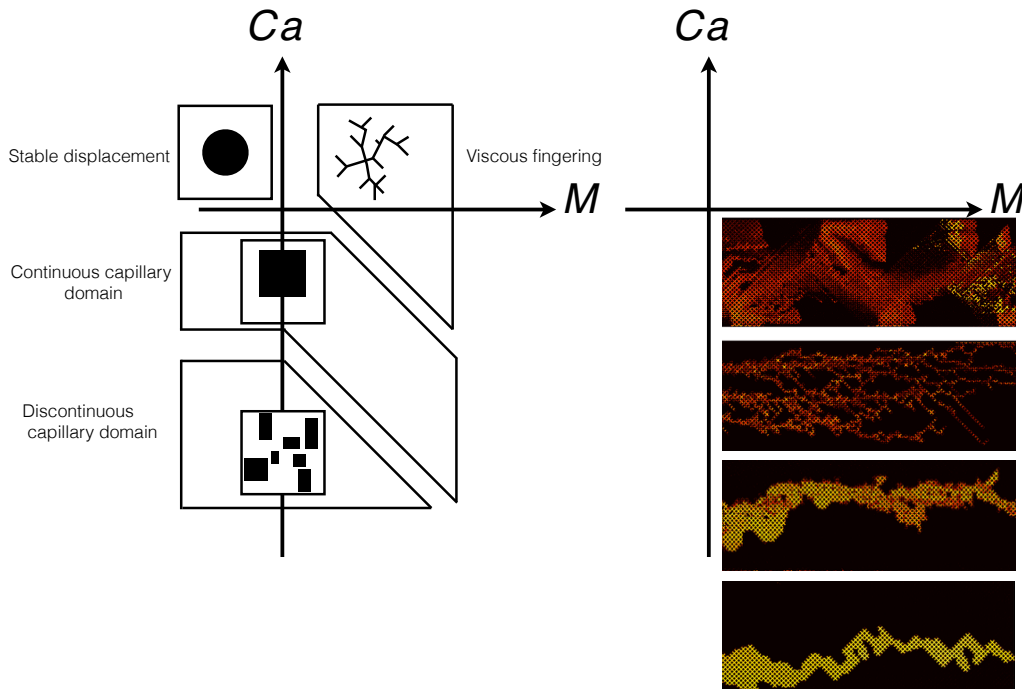 Ca
Ca
Stable displacement
Viscous fingering
M
M
Continuous capillary
domain
Discontinuous
capillary domain